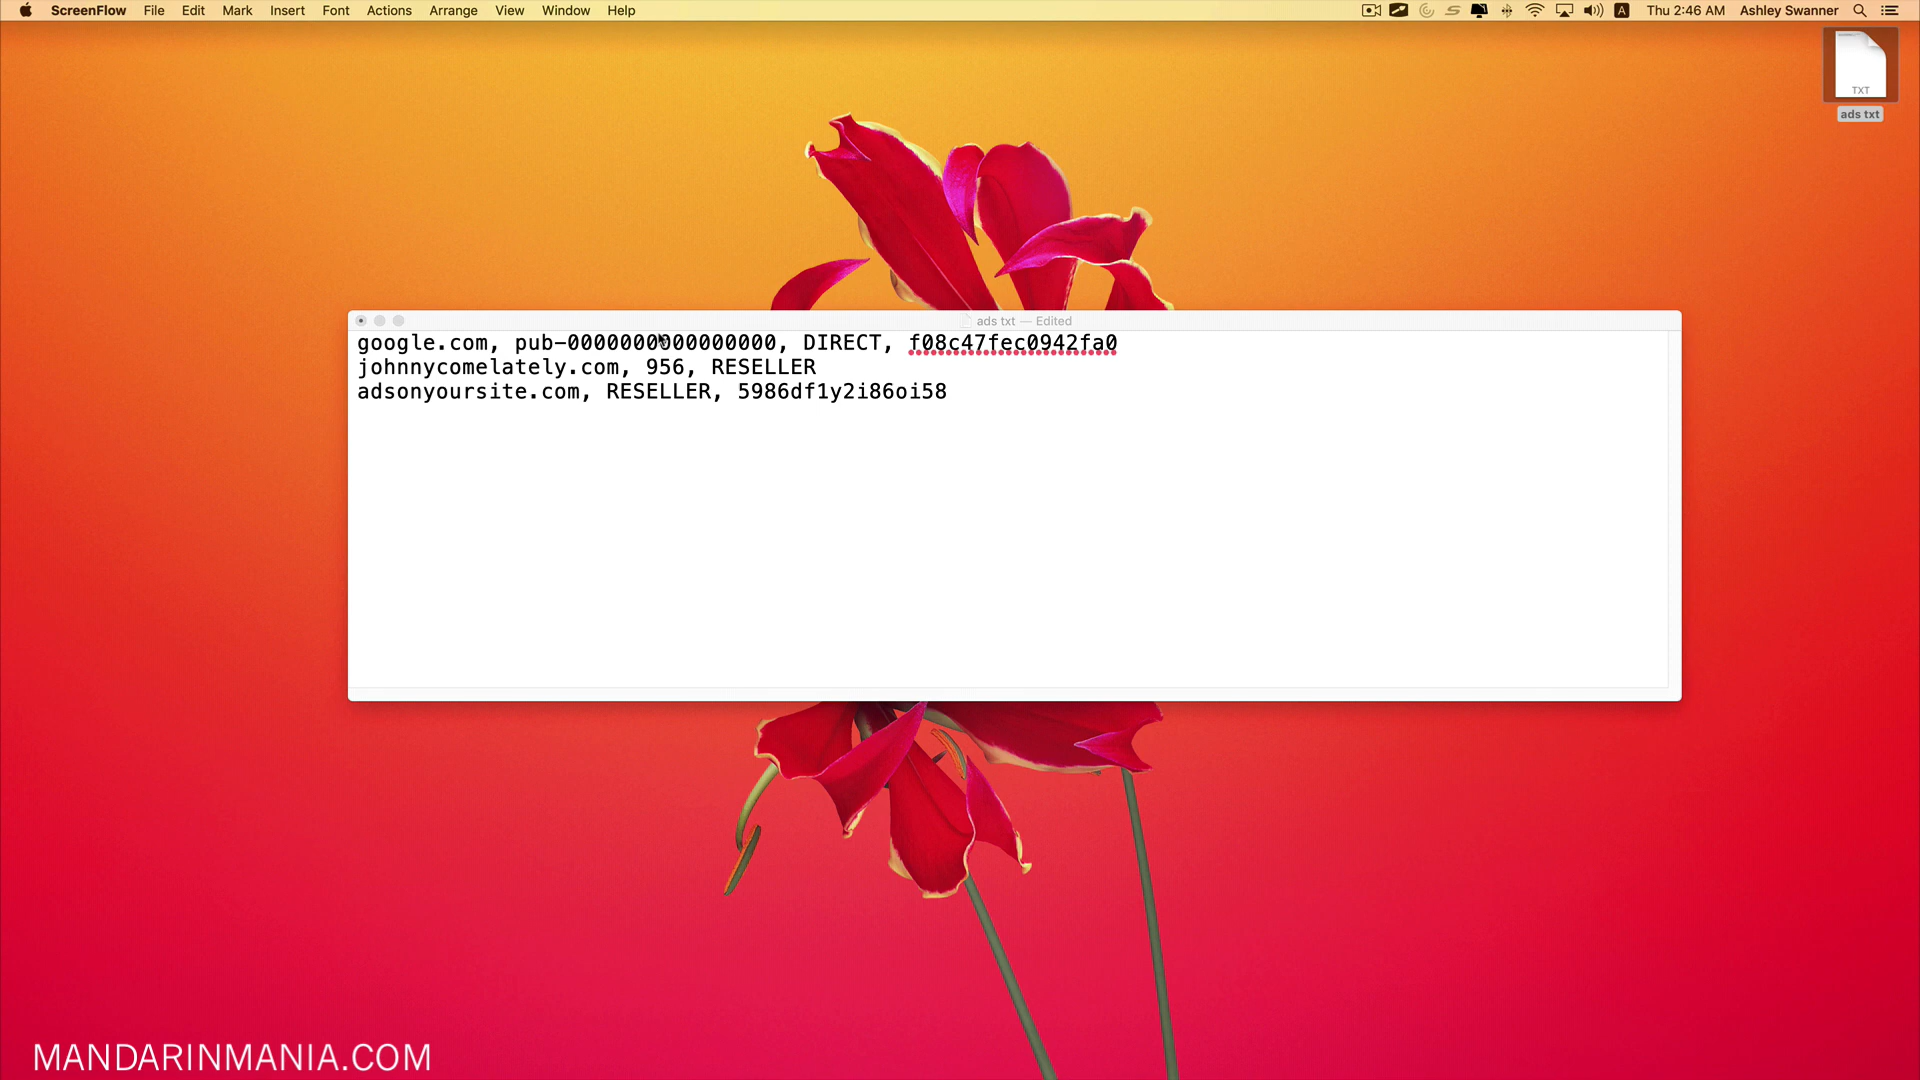 ScreenFlow File Edit Mark Insert Font Actions Arrange View Window Help A Thu 2:46 AM Ashley Swanner
TXT
ads txt
ads txt — Edited
google.com, pub-0000000000000000, DIRECT, f08c47fec0942fa0
johnnycomelately.com, 956, RESELLER
adsonyoursite.com, RESELLER, 5986df1y2i86oi58
MANDARINMANIA.COM